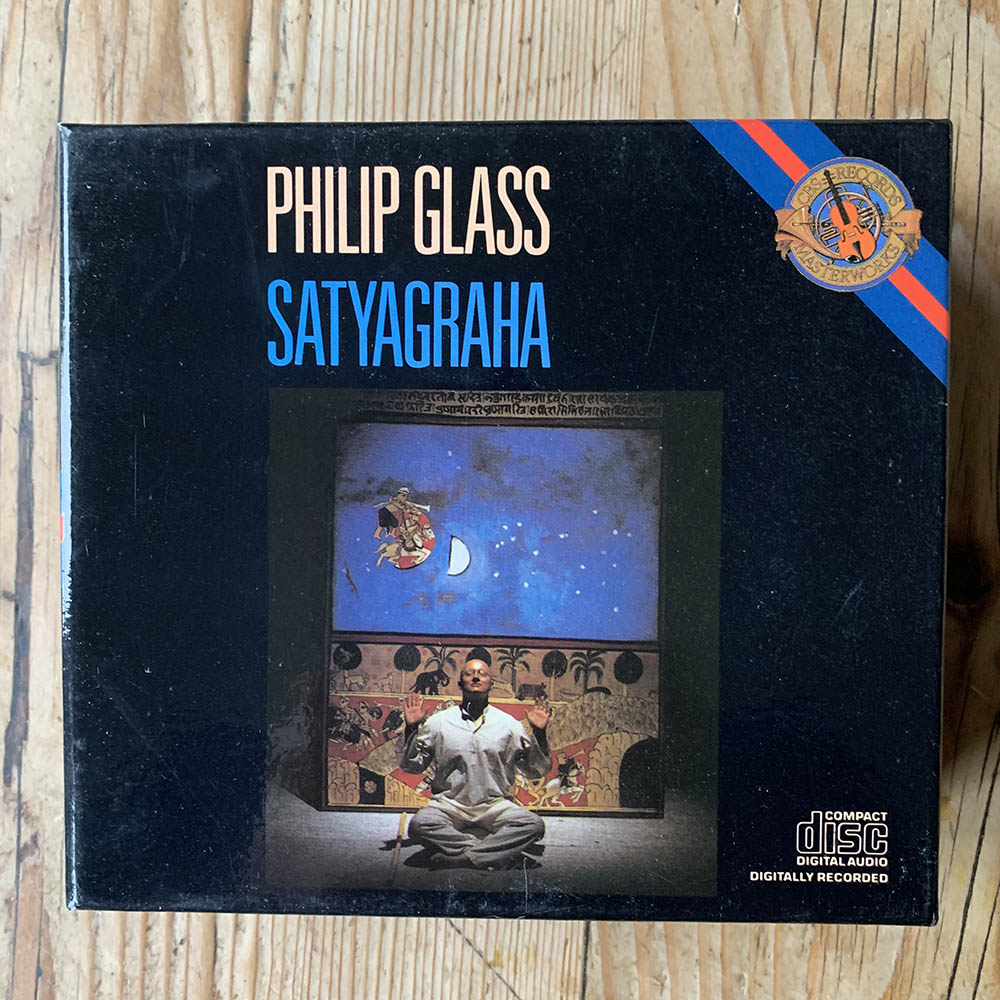 PHILIP GLASS
SATYAGRAHA
CBS RECORDS
MASTERWORKS
COMPACT
disc
DIGITAL AUDIO
DIGITALLY RECORDED